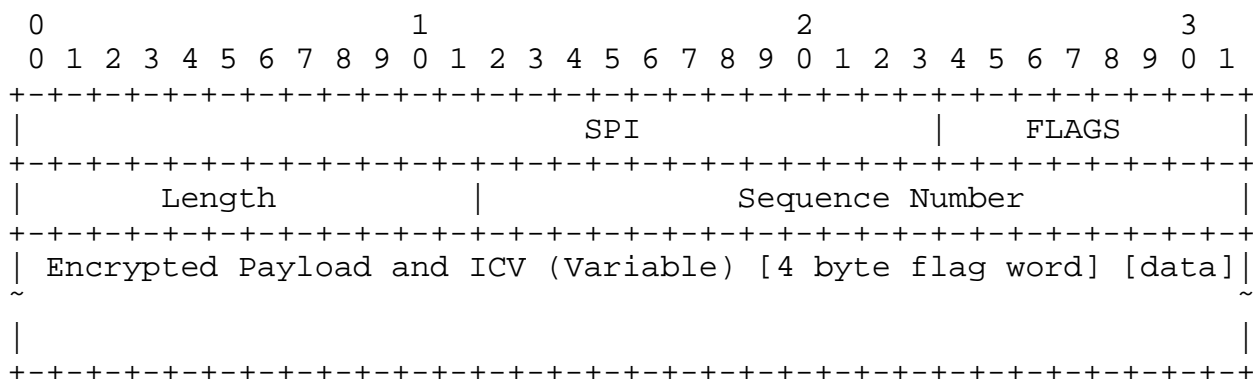 0                   1                   2                   3
 0 1 2 3 4 5 6 7 8 9 0 1 2 3 4 5 6 7 8 9 0 1 2 3 4 5 6 7 8 9 0 1
+-+-+-+-+-+-+-+-+-+-+-+-+-+-+-+-+-+-+-+-+-+-+-+-+-+-+-+-+-+-+-+-+
|                             SPI               |    FLAGS      |
+-+-+-+-+-+-+-+-+-+-+-+-+-+-+-+-+-+-+-+-+-+-+-+-+-+-+-+-+-+-+-+-+
|       Length          |             Sequence Number           |
+-+-+-+-+-+-+-+-+-+-+-+-+-+-+-+-+-+-+-+-+-+-+-+-+-+-+-+-+-+-+-+-+
| Encrypted Payload and ICV (Variable) [4 byte flag word] [data]|
~                                                               ~
|                                                               |
+-+-+-+-+-+-+-+-+-+-+-+-+-+-+-+-+-+-+-+-+-+-+-+-+-+-+-+-+-+-+-+-+